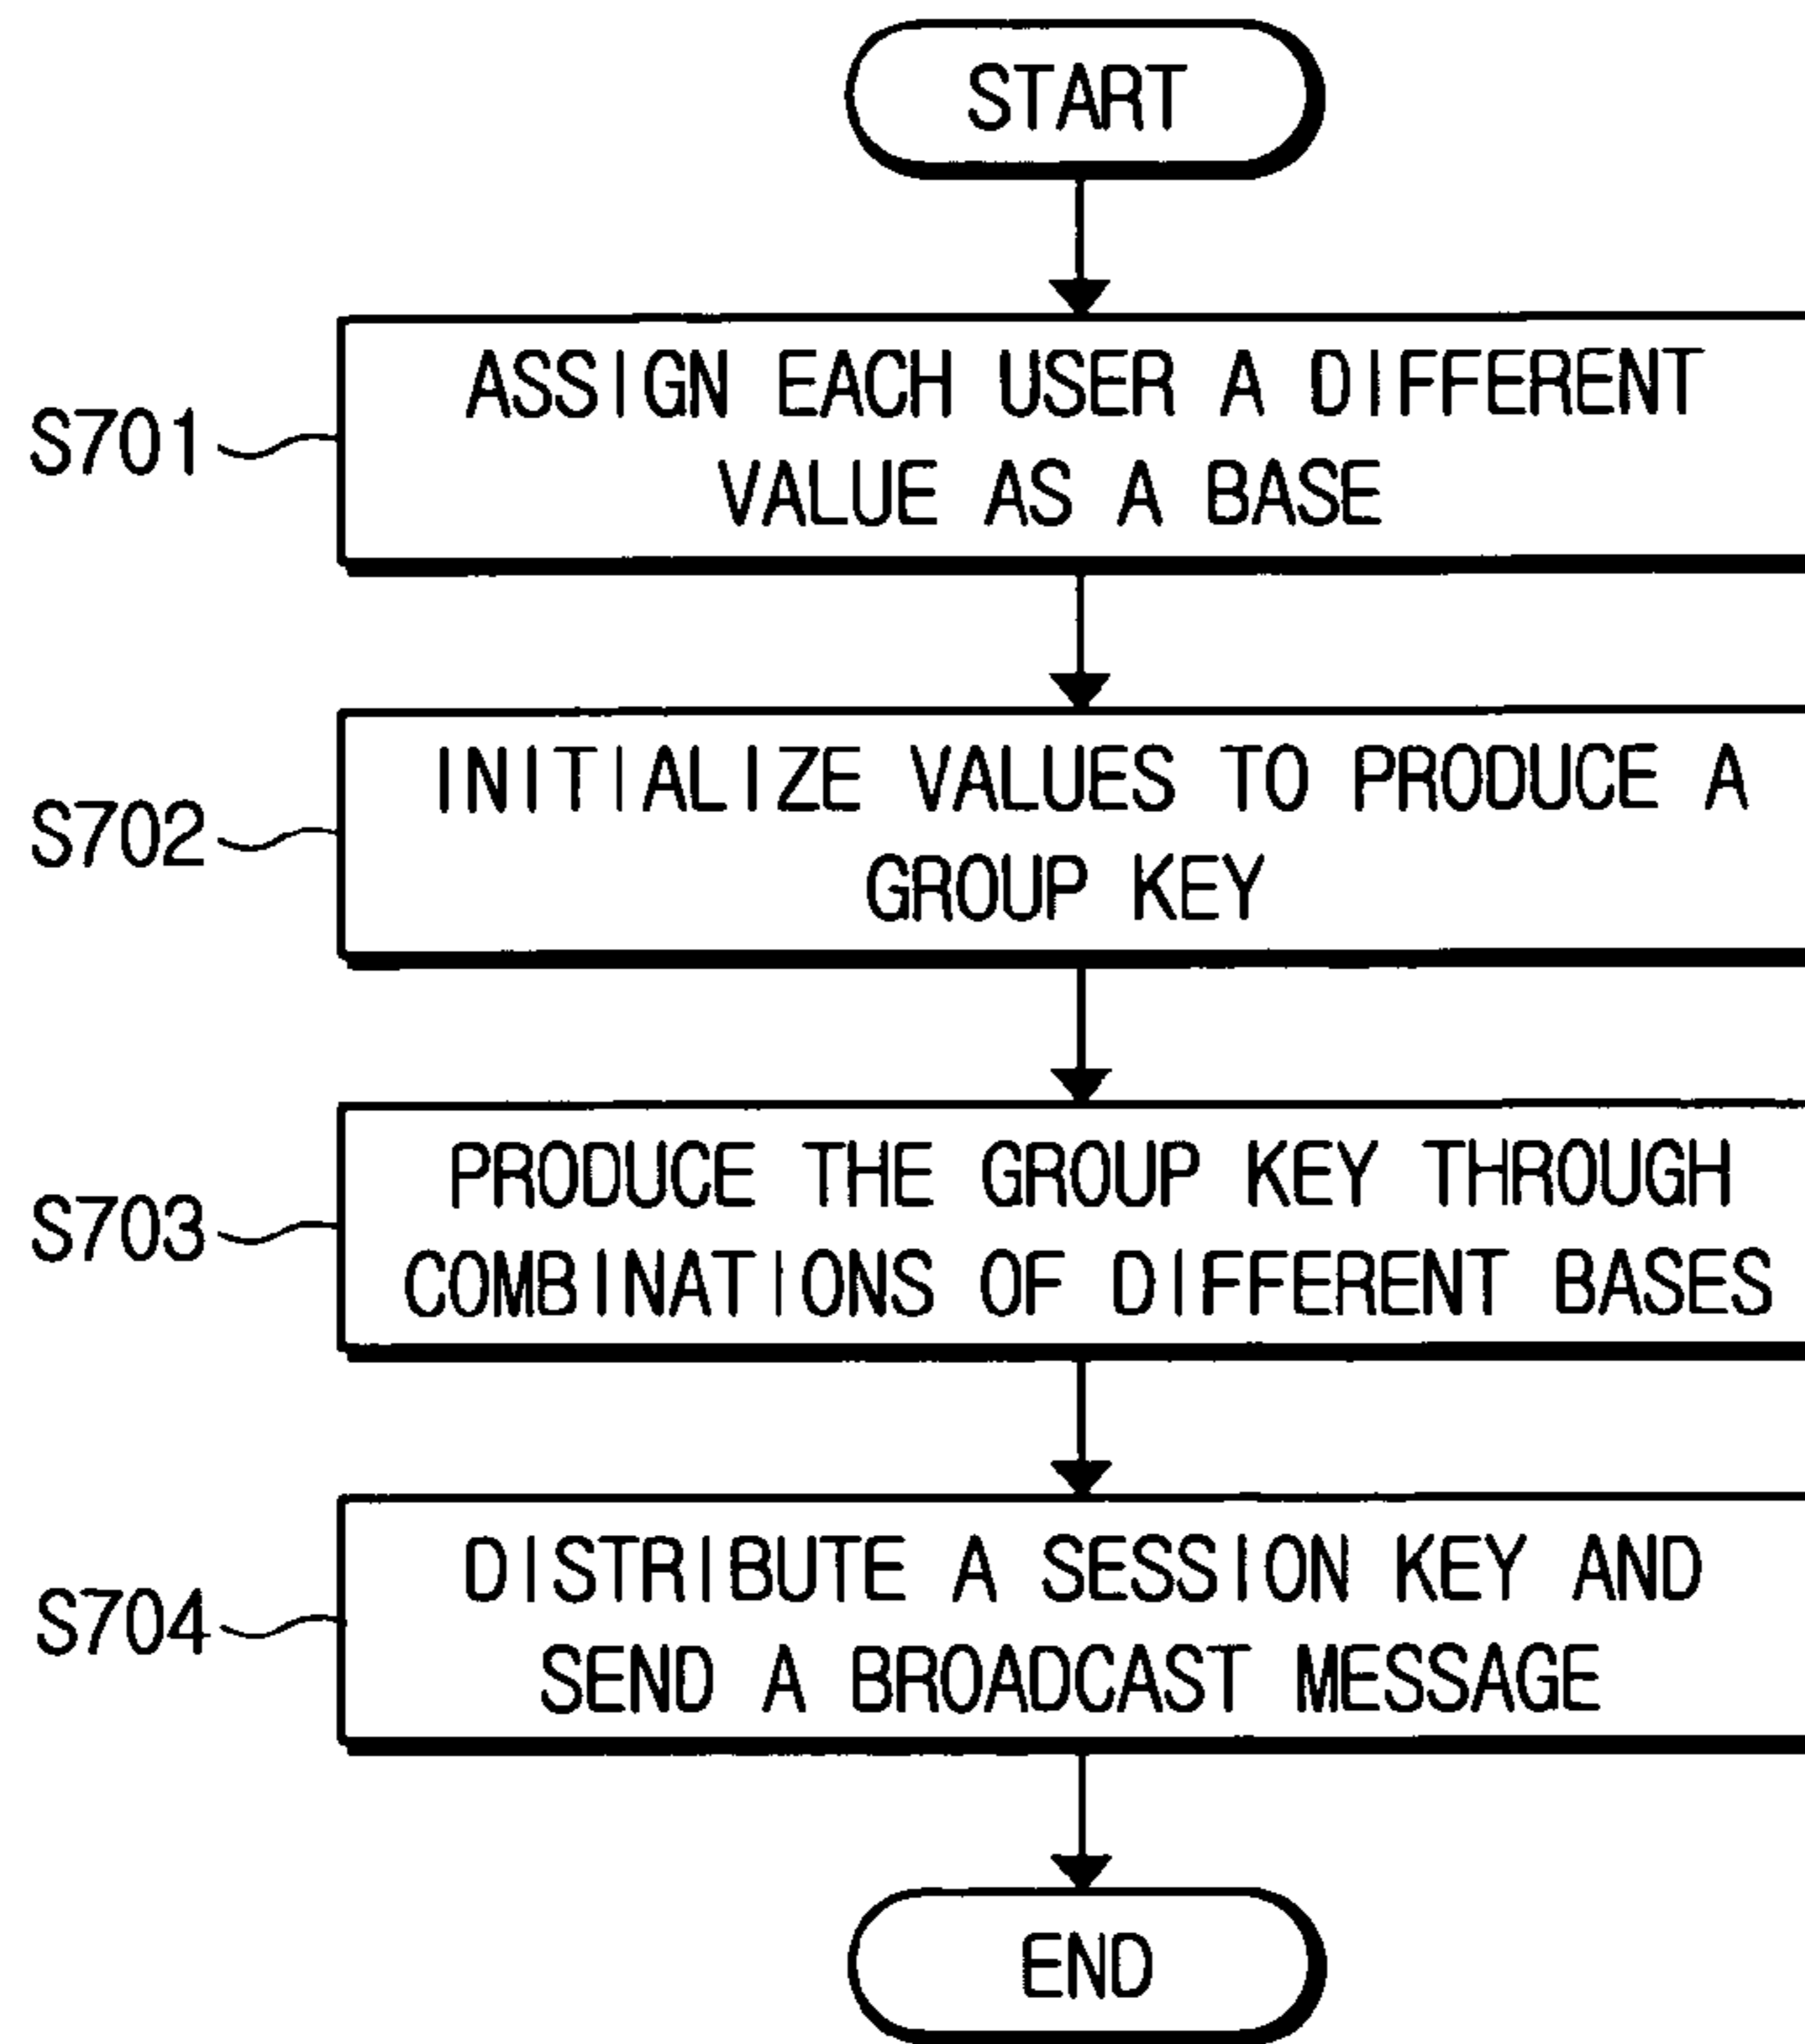 START
S701
ASSIGN EACH USER A DIFFERENT
VALUE AS A BASE
S702
INITIALIZE VALUES TO PRODUCE A
GROUP KEY
S703
PRODUCE THE GROUP KEY THROUGH
COMBINATIONS OF DIFFERENT BASES
S704
DISTRIBUTE A SESSION KEY AND
SEND A BROADCAST MESSAGE
END